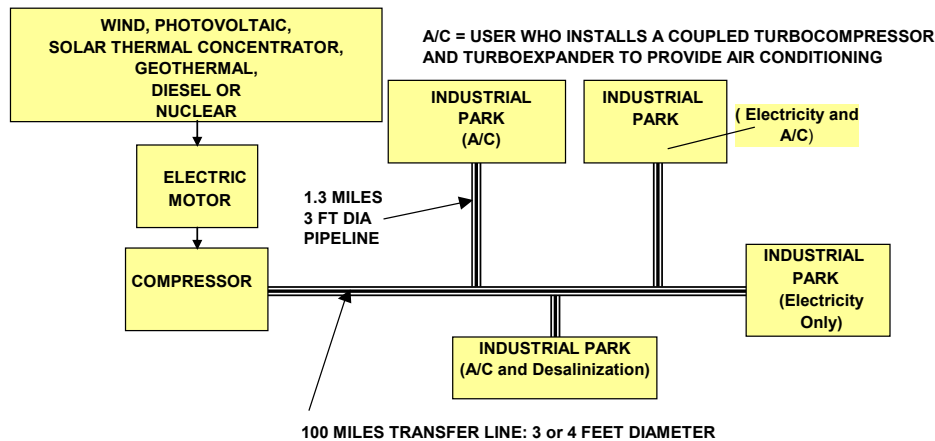 WIND, PHOTOVOLTAIC,
SOLAR THERMAL CONCENTRATOR,
GEOTHERMAL,
DIESEL OR
NUCLEAR
A/C = USER WHO INSTALLS A COUPLED TURBOCOMPRESSOR
AND TURBOEXPANDER TO PROVIDE AIR CONDITIONING
INDUSTRIAL
PARK
(A/C)
INDUSTRIAL
PARK
( Electricity and
A/C)
ELECTRIC
MOTOR
1.3 MILES
3 FT DIA
PIPELINE
COMPRESSOR
INDUSTRIAL
PARK
(Electricity
Only)
INDUSTRIAL PARK
(A/C and Desalinization)
100 MILES TRANSFER LINE: 3 or 4 FEET DIAMETER